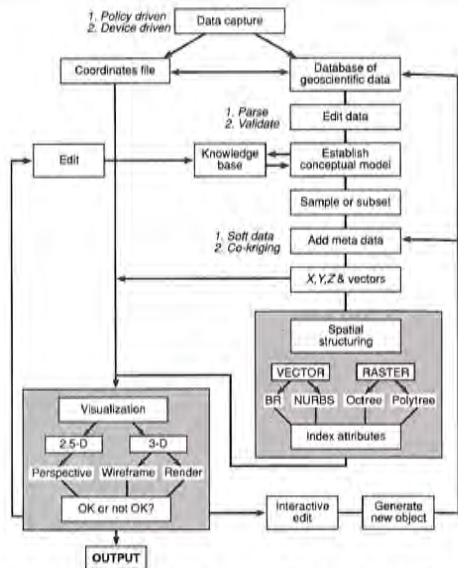 1. Policy driven
2. Device driven
Data capture
Coordinates file
Database of
geoscientific data
1. Parse
2. Validate
Edit data
Edit
Knowledge
base
Establish
conceptual model
Sample or subset
1. Soft data
2. Co-kriging
Add meta data
X,Y,Z & vectors
Spatial
structuring
VECTOR
RASTER
BR
NURBS
Octree
Polytree
Index attributes
Visualization
2.5-D
3-D
Perspective
Wireframe
Render
OK or not OK?
Interactive
edit
Generate
new object
OUTPUT